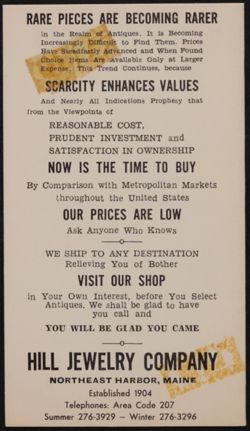 RARE PIECES ARE BECOMING RARER
in the Realm of Antiques. It is Becoming
Increasingly Difficult to Find Them. Prices
Have Steadfastly Advanced and When Found
Choice Items Are Available Only at Larger
Expense. This Trend Continues, because
SCARCITY ENHANCES VALUES
And Nearly All Indications Prophesy that
from the Viewpoints of
REASONABLE COST,
PRUDENT INVESTMENT and
SATISFACTION IN OWNERSHIP
NOW IS THE TIME TO BUY
By Comparison with Metropolitan Markets
throughout the United States
OUR PRICES ARE LOW
Ask Anyone Who Knows
WE SHIP TO ANY DESTINATION
Relieving You of Bother
VISIT OUR SHOP
in Your Own Interest, before You Select
Antiques. We shall be glad to have
you call and
YOU WILL BE GLAD YOU CAME
HILL JEWELRY COMPANY
NORTHEAST HARBOR, MAINE
Established 1904
Telephones: Area Code 207
Summer 276-3929 — Winter 276-3296